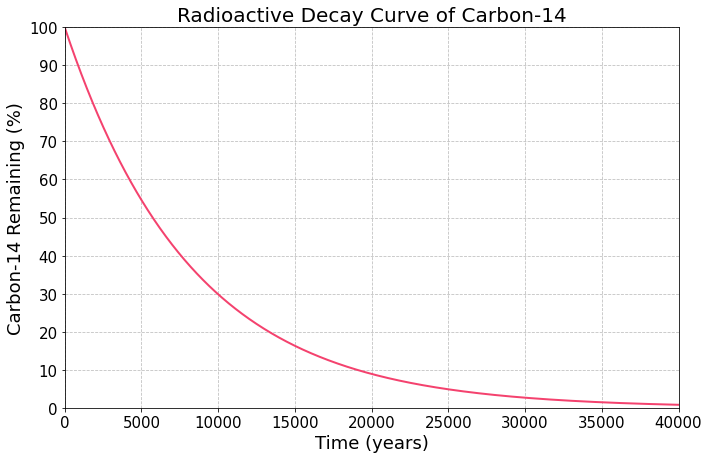 Radioactive Decay Curve of Carbon-14
Carbon-14 Remaining (%)
100
90
80
70
60
50
40
30
20
10
0
0 5000 10000 15000 20000 25000 30000 35000 40000
Time (years)